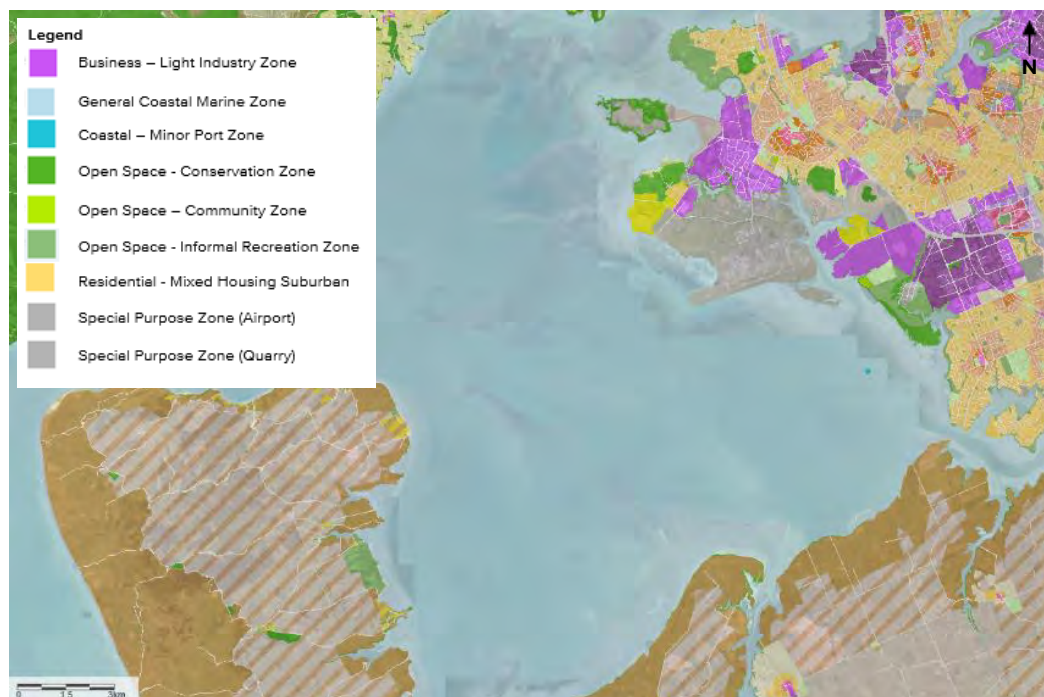 Legend
Business – Light Industry Zone
General Coastal Marine Zone
Coastal – Minor Port Zone
Open Space - Conservation Zone
Open Space – Community Zone
Open Space - Informal Recreation Zone
Residential - Mixed Housing Suburban
Special Purpose Zone (Airport)
Special Purpose Zone (Quarry)
N
0 1.5 3km